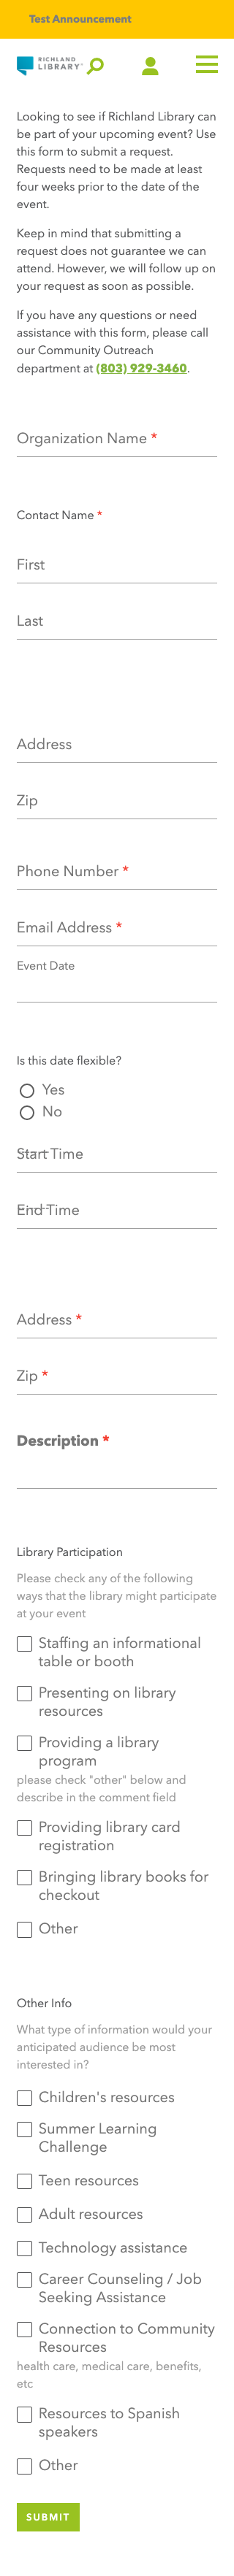 Test Announcement
RICHLAND
LIBRARY
Looking to see if Richland Library can
be part of your upcoming event? Use
this form to submit a request.
Requests need to be made at least
four weeks prior to the date of the
event.
Keep in mind that submitting a
request does not guarantee we can
attend. However, we will follow up on
your request as soon as possible.
If you have any questions or need
assistance with this form, please call
our Community Outreach
department at (803) 929-3460.
Organization Name *
Contact Name *
First
Last
Address
Zip
Phone Number *
Email Address *
Event Date
Is this date flexible?
Yes
No
Start Time
End Time
Address *
Zip *
Description *
Library Participation
Please check any of the following
ways that the library might participate
at your event
Staffing an informational
table or booth
Presenting on library
resources
Providing a library
program
please check "other" below and
describe in the comment field
Providing library card
registration
Bringing library books for
checkout
Other
Other Info
What type of information would your
anticipated audience be most
interested in?
Children's resources
Summer Learning
Challenge
Teen resources
Adult resources
Technology assistance
Career Counseling / Job
Seeking Assistance
Connection to Community
Resources
health care, medical care, benefits,
etc
Resources to Spanish
speakers
Other
SUBMIT